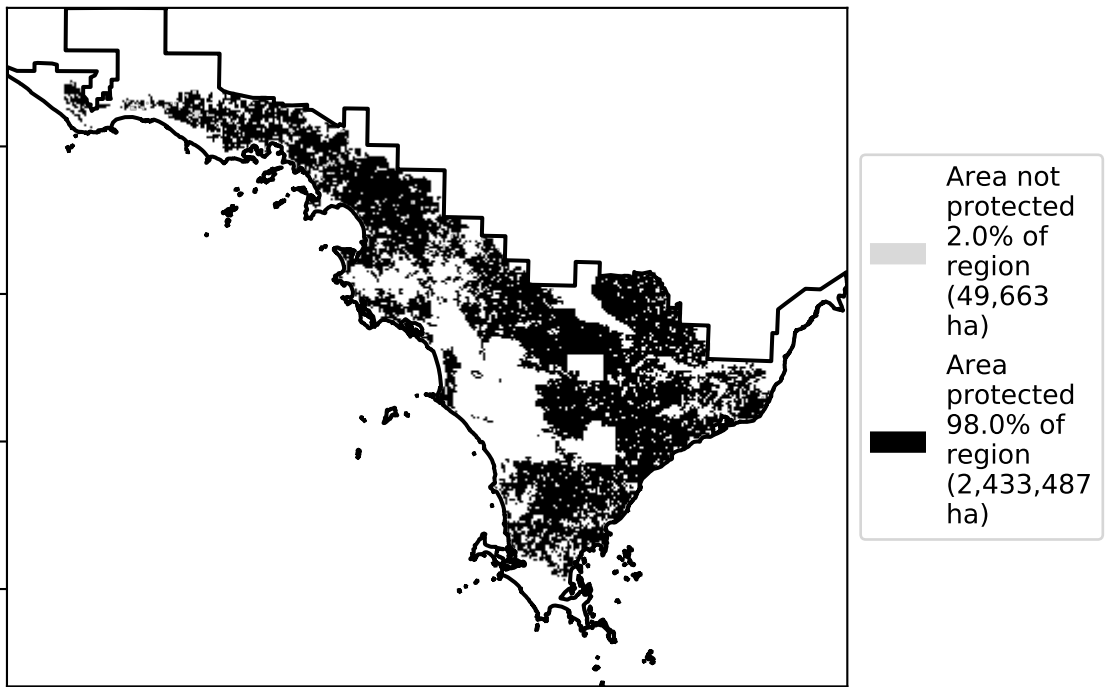 Area not
protected
2.0% of
region
(49,663
ha)
Area
protected
98.0% of
region
(2,433,487
ha)